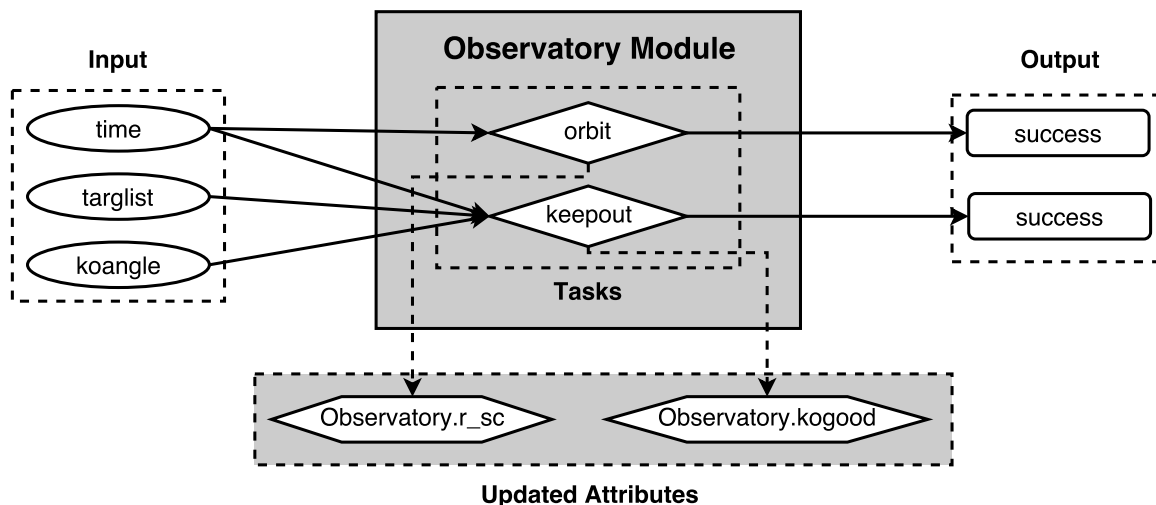 Observatory Module
Input
Output
time
orbit
success
targlist
keepout
success
koangle
Tasks
Observatory.r_sc
Observatory.kogood
Updated Attributes